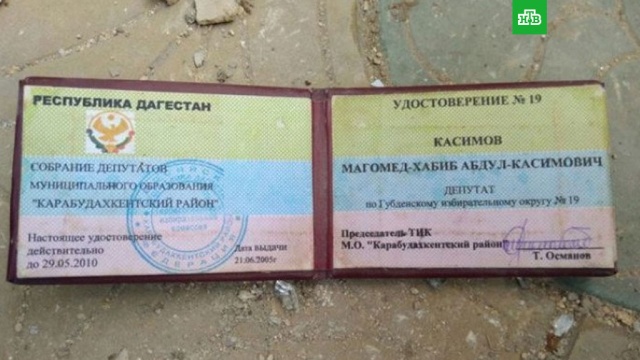 НТВ
РЕСПУБЛИКА ДАГЕСТАН
СОБРАНИЕ ДЕПУТАТОВ
МУНИЦИПАЛЬНОГО ОБРАЗОВАНИЯ
"КАРАБУДАХКЕНТСКИЙ РАЙОН"
Настоящее удостоверение
действительно
до 29.05.2010
Дата ВЫДАЧИ
21.06.2005г
УДОСТОВЕРЕНИЕ № 19
КАСИМОВ
МАГОМЕД-ХАБИБ АБДУЛ-КАСИМОВИЧ
ДЕПУТАТ
по Губденскому избирательному округу № 19
Председатель ТИК
М.О. "Карабудахкентский район"
Т. Османов